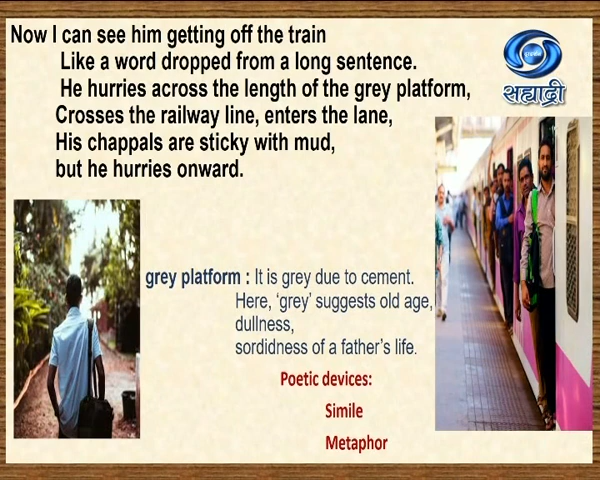 Now I can see him getting off the train
Like a word dropped from a long sentence.
He hurries across the length of the grey platform,
Crosses the railway line, enters the lane,
His chappals are sticky with mud,
but he hurries onward.
सह्याद्री
grey platform : It is grey due to cement.
Here, ‘grey’ suggests old age,
dullness,
sordidness of a father’s life.
Poetic devices:
Simile
Metaphor